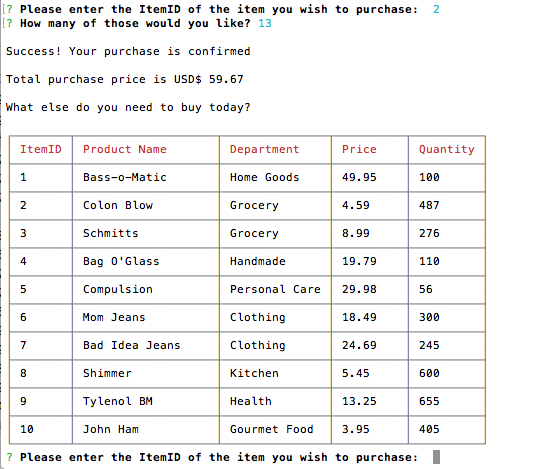 [? Please enter the ItemID of the item you wish to purchase: 2
[? How many of those would you like? 13
Success! Your purchase is confirmed
Total purchase price is USD$ 59.67
What else do you need to buy today?
ItemID Product Name Department Price Quantity
1 Bass-o-Matic Home Goods 49.95 100
2 Colon Blow Grocery 4.59 487
3 Schmitts Grocery 8.99 276
4 Bag O'Glass Handmade 19.79 110
5 Compulsion Personal Care 29.98 56
6 Mom Jeans Clothing 18.49 300
7 Bad Idea Jeans Clothing 24.69 245
8 Shimmer Kitchen 5.45 600
9 Tylenol BM Health 13.25 655
10 John Ham Gourmet Food 3.95 405
? Please enter the ItemID of the item you wish to purchase: